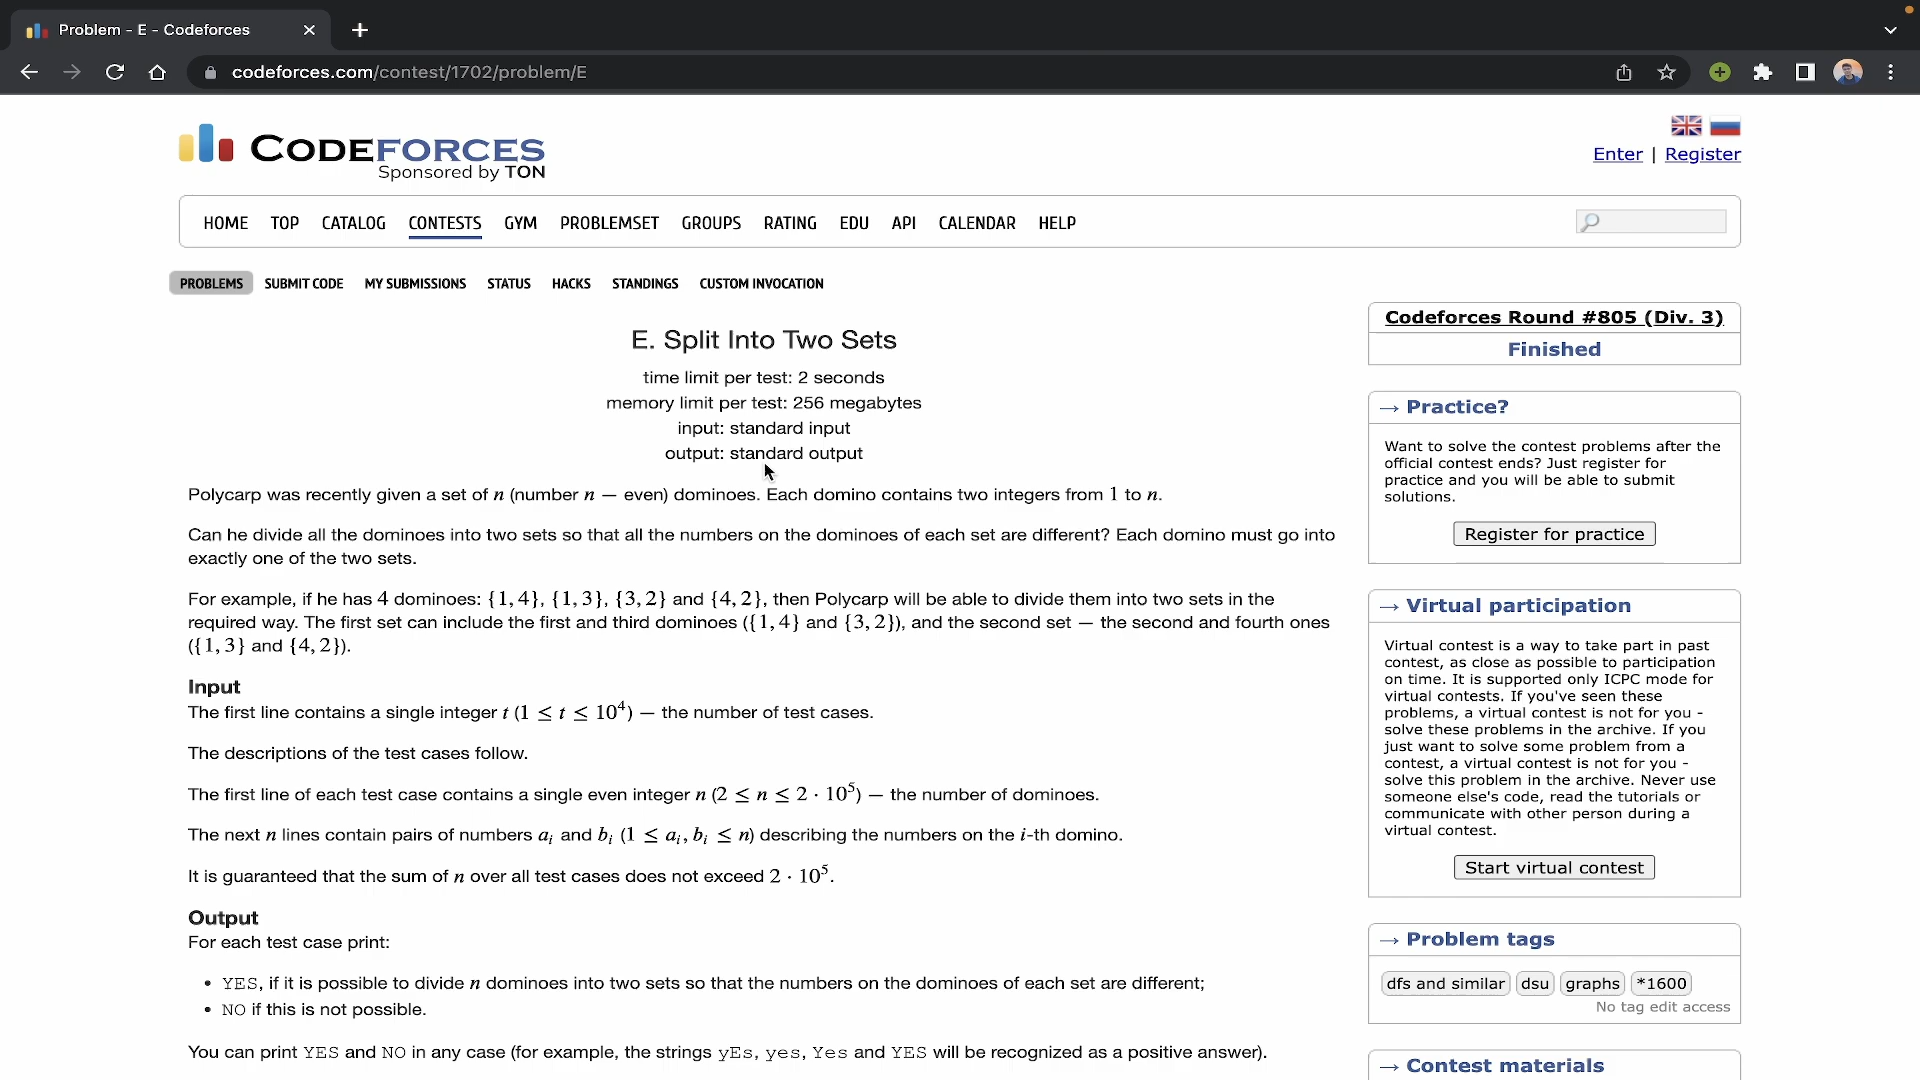 Problem - E - Codeforces
codeforces.com/contest/1702/problem/E
CODEFORCES
Sponsored by TON
Enter | Register
HOME TOP CATALOG CONTESTS GYM PROBLEMSET GROUPS RATING EDU API CALENDAR HELP
PROBLEMS SUBMIT CODE MY SUBMISSIONS STATUS HACKS STANDINGS CUSTOM INVOCATION
E. Split Into Two Sets
time limit per test: 2 seconds
memory limit per test: 256 megabytes
input: standard input
output: standard output
Polycarp was recently given a set of n (number n — even) dominoes. Each domino contains two integers from 1 to n.
Can he divide all the dominoes into two sets so that all the numbers on the dominoes of each set are different? Each domino must go into
exactly one of the two sets.
For example, if he has 4 dominoes: {1, 4}, {1, 3}, {3, 2} and {4, 2}, then Polycarp will be able to divide them into two sets in the
required way. The first set can include the first and third dominoes ({1, 4} and {3, 2}), and the second set — the second and fourth ones
({1, 3} and {4, 2}).
Input
The first line contains a single integer t (1 ≤ t ≤ 10⁴) — the number of test cases.
The descriptions of the test cases follow.
The first line of each test case contains a single even integer n (2 ≤ n ≤ 2 · 10⁵) — the number of dominoes.
The next n lines contain pairs of numbers aᵢ and bᵢ (1 ≤ aᵢ, bᵢ ≤ n) describing the numbers on the i-th domino.
It is guaranteed that the sum of n over all test cases does not exceed 2 · 10⁵.
Output
For each test case print:
• YES, if it is possible to divide n dominoes into two sets so that the numbers on the dominoes of each set are different;
• NO if this is not possible.
You can print YES and NO in any case (for example, the strings yEs, yes, Yes and YES will be recognized as a positive answer).
Codeforces Round #805 (Div. 3)
Finished
→ Practice?
Want to solve the contest problems after the
official contest ends? Just register for
practice and you will be able to submit
solutions.
Register for practice
→ Virtual participation
Virtual contest is a way to take part in past
contest, as close as possible to participation
on time. It is supported only ICPC mode for
virtual contests. If you've seen these
problems, a virtual contest is not for you -
solve these problems in the archive. If you
just want to solve some problem from a
contest, a virtual contest is not for you -
solve this problem in the archive. Never use
someone else's code, read the tutorials or
communicate with other person during a
virtual contest.
Start virtual contest
→ Problem tags
dfs and similar dsu graphs *1600
No tag edit access
→ Contest materials